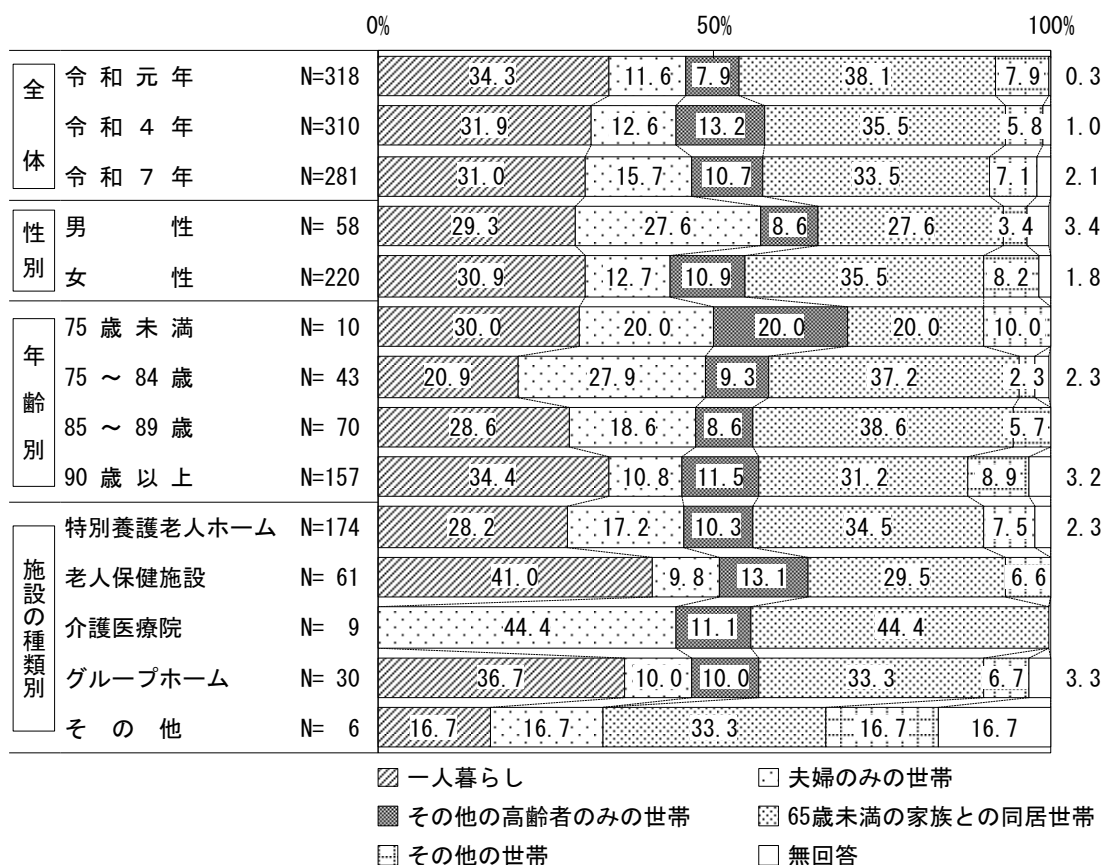 0% 50% 100%
全体
令和元年 N=318 34.3 11.6 7.9 38.1 7.9 0.3
令和４年 N=310 31.9 12.6 13.2 35.5 5.8 1.0
令和７年 N=281 31.0 15.7 10.7 33.5 7.1 2.1
性別
男性 N= 58 29.3 27.6 8.6 27.6 3.4 3.4
女性 N=220 30.9 12.7 10.9 35.5 8.2 1.8
年齢別
75歳未満 N= 10 30.0 20.0 20.0 20.0 10.0
75～84歳 N= 43 20.9 27.9 9.3 37.2 2.3 2.3
85～89歳 N= 70 28.6 18.6 8.6 38.6 5.7
90歳以上 N=157 34.4 10.8 11.5 31.2 8.9 3.2
施設の種類別
特別養護老人ホーム N=174 28.2 17.2 10.3 34.5 7.5 2.3
老人保健施設 N= 61 41.0 9.8 13.1 29.5 6.6
介護医療院 N= 9 44.4 11.1 44.4
グループホーム N= 30 36.7 10.0 10.0 33.3 6.7 3.3
その他 N= 6 16.7 16.7 33.3 16.7 16.7
一人暮らし 夫婦のみの世帯
その他の高齢者のみの世帯 65歳未満の家族との同居世帯
その他の世帯 無回答